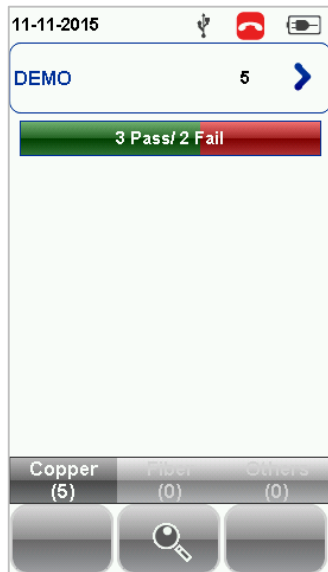 11-11-2015
DEMO 5
3 Pass/ 2 Fail
Copper Fiber Others
(5) (0) (0)